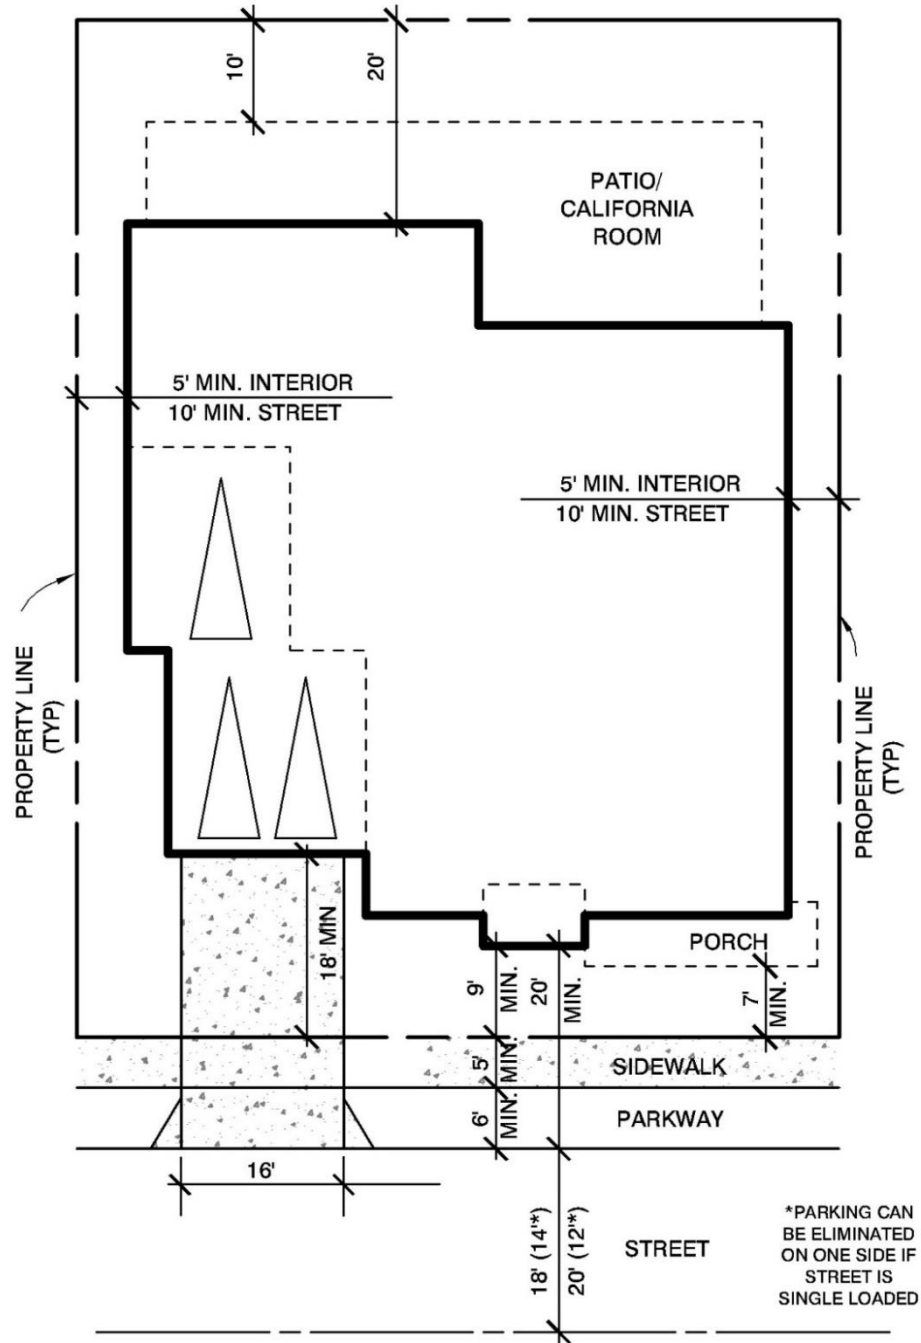 10'
20'
PATIO/
CALIFORNIA
ROOM
5' MIN. INTERIOR
10' MIN. STREET
5' MIN. INTERIOR
10' MIN. STREET
PROPERTY LINE
(TYP)
PROPERTY LINE
(TYP)
18' MIN
PORCH
9'
MIN.
20'
MIN.
7'
MIN.
5'
MIN.
SIDEWALK
6'
MIN.
PARKWAY
16'
18' (14'*)
20' (12'*)
STREET
*PARKING CAN
BE ELIMINATED
ON ONE SIDE IF
STREET IS
SINGLE LOADED